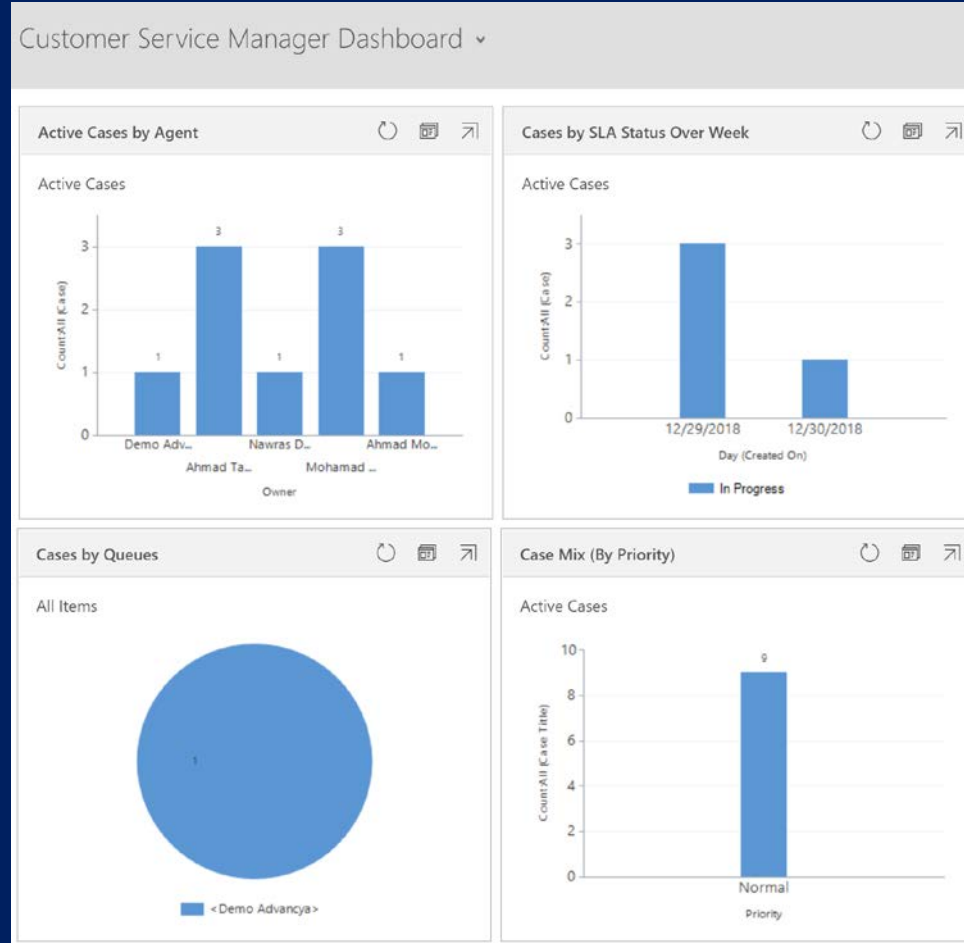 Customer Service Manager Dashboard
Active Cases by Agent
Active Cases
3
2
1
0
Count:All (Case)
1
3
1
3
1
Demo Adv...
Ahmad Ta...
Nawras D...
Mohamad ...
Ahmad Mo...
Owner
Cases by SLA Status Over Week
Active Cases
3
2
1
0
Count:All (Case)
12/29/2018
12/30/2018
Day (Created On)
In Progress
Cases by Queues
All Items
1
<Demo Advancya>
Case Mix (By Priority)
Active Cases
10
8
6
4
2
0
Count:All (Case Title)
9
Normal
Priority